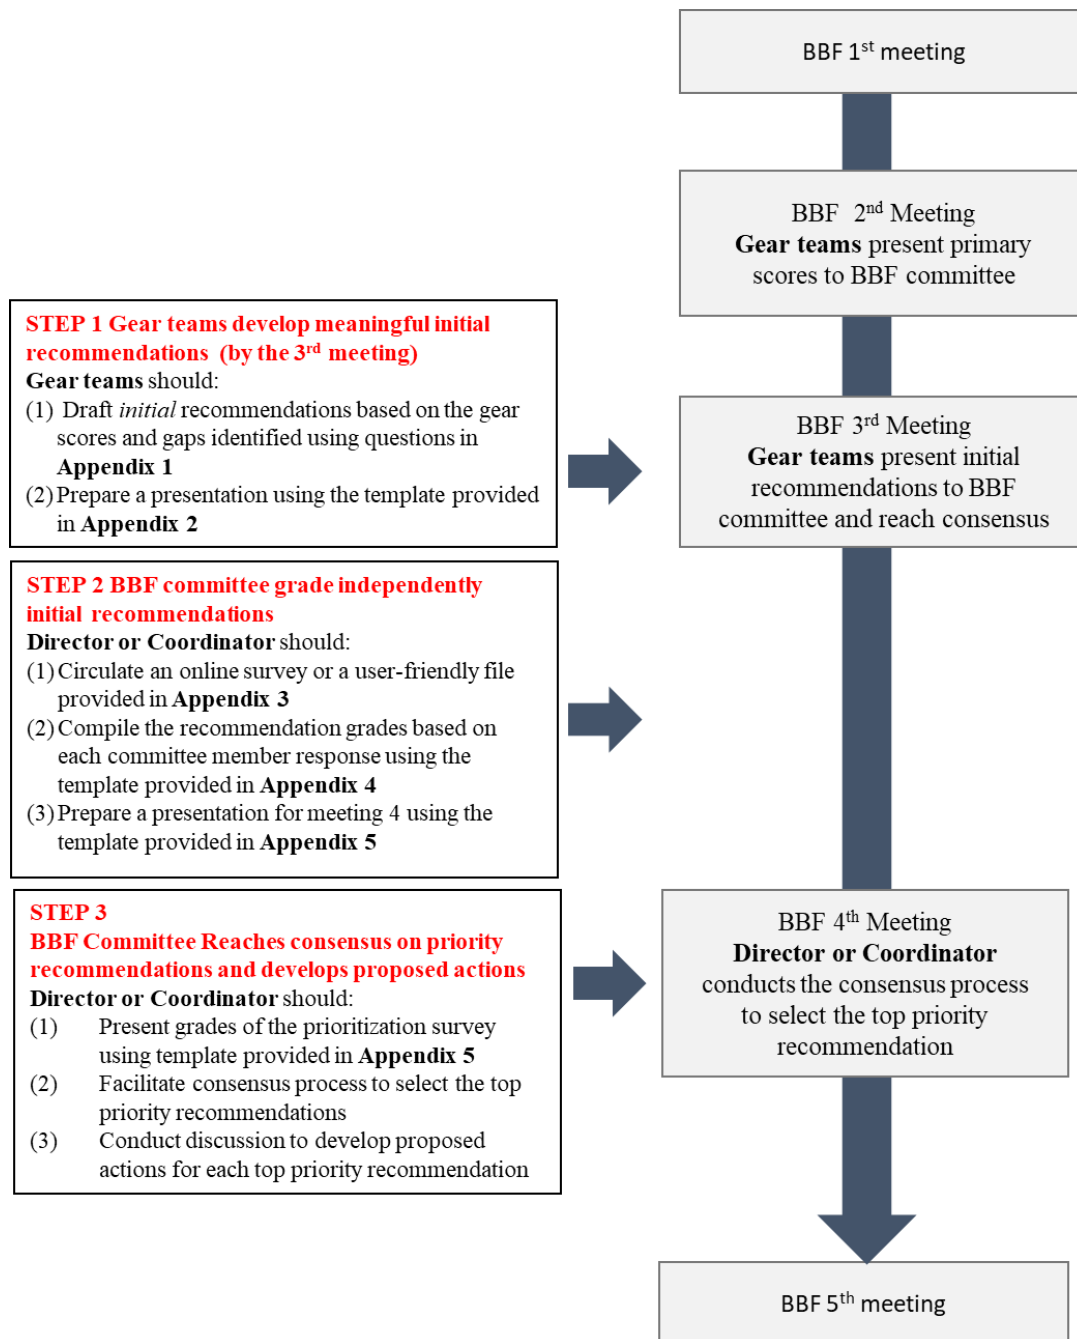 BBF 1st meeting
BBF 2nd Meeting
Gear teams present primary
scores to BBF committee
STEP 1 Gear teams develop meaningful initial
recommendations (by the 3rd meeting)
Gear teams should:
(1) Draft initial recommendations based on the gear
scores and gaps identified using questions in
Appendix 1
(2) Prepare a presentation using the template provided
in Appendix 2
BBF 3rd Meeting
Gear teams present initial
recommendations to BBF
committee and reach consensus
STEP 2 BBF committee grade independently
initial recommendations
Director or Coordinator should:
(1) Circulate an online survey or a user-friendly file
provided in Appendix 3
(2) Compile the recommendation grades based on
each committee member response using the
template provided in Appendix 4
(3) Prepare a presentation for meeting 4 using the
template provided in Appendix 5
STEP 3
BBF Committee Reaches consensus on priority
recommendations and develops proposed actions
Director or Coordinator should:
(1) Present grades of the prioritization survey
using template provided in Appendix 5
(2) Facilitate consensus process to select the top
priority recommendations
(3) Conduct discussion to develop proposed
actions for each top priority recommendation
BBF 4th Meeting
Director or Coordinator
conducts the consensus process
to select the top priority
recommendation
BBF 5th meeting